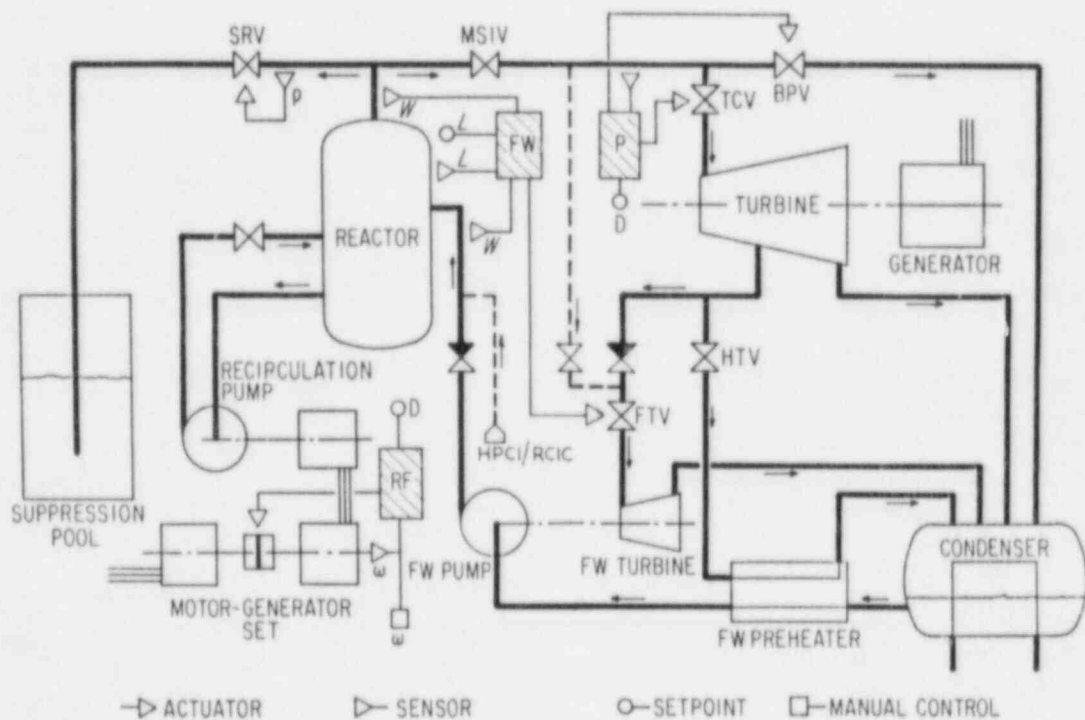 SRV
MSIV
P
W
TCV
BPV
L
FW
P
L
REACTOR
W
D
TURBINE
GENERATOR
RECIRCULATION
PUMP
HTV
FTV
D
HPCI/RCIC
RF
SUPPRESSION
POOL
ω
FW PUMP
FW TURBINE
CONDENSER
MOTOR-GENERATOR
SET
ω
FW PREHEATER
ACTUATOR
SENSOR
SETPOINT
MANUAL CONTROL